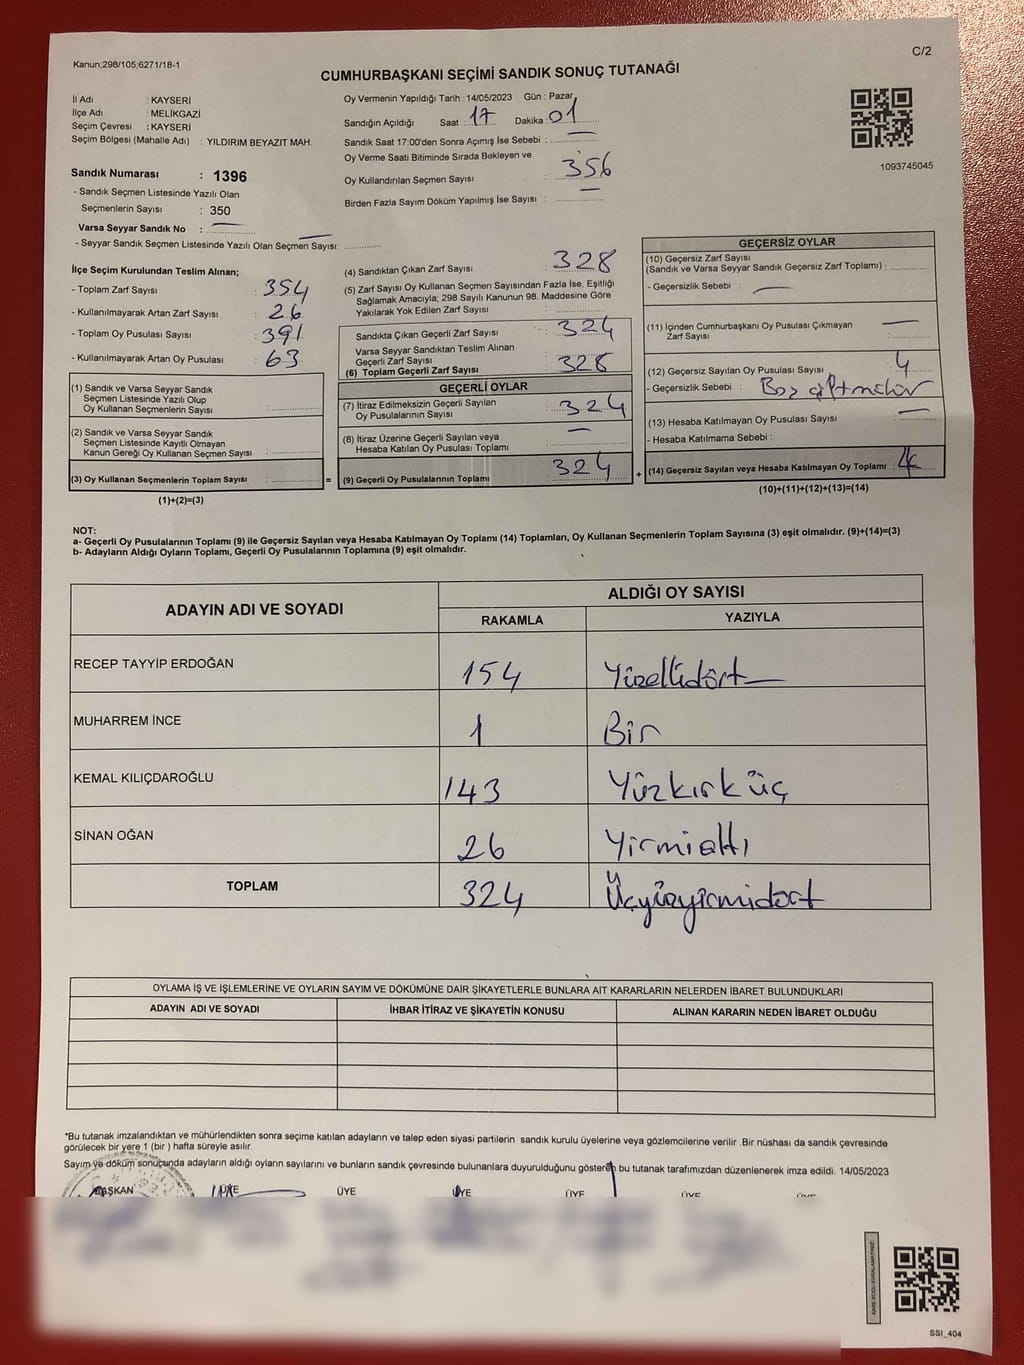 Kanun;298/105;6271/18-1
C/2
CUMHURBAŞKANI SEÇİMİ SANDIK SONUÇ TUTANAĞI
İl Adı : KAYSERİ
İlçe Adı : MELİKGAZİ
Seçim Çevresi : KAYSERİ
Seçim Bölgesi (Mahalle Adı) : YILDIRIM BEYAZIT MAH.
Sandık Numarası : 1396
- Sandık Seçmen Listesinde Yazılı Olan
Seçmenlerin Sayısı : 350
Varsa Seyyar Sandık No :
- Seyyar Sandık Seçmen Listesinde Yazılı Olan Seçmen Sayısı:
Oy Vermenin Yapıldığı Tarih :14/05/2023 Gün : Pazar
Sandığın Açıldığı Saat : 17 Dakika : 01
Sandık Saat 17:00'den Sonra Açımış İse Sebebi :
Oy Verme Saati Bitiminde Sırada Bekleyen ve
Oy Kullandırılan Seçmen Sayısı : 356
Birden Fazla Sayım Döküm Yapılmış İse Sayısı :
1093745045
İlçe Seçim Kurulundan Teslim Alınan;
- Toplam Zarf Sayısı : 354
- Kullanılmayarak Artan Zarf Sayısı : 26
- Toplam Oy Pusulası Sayısı : 391
- Kullanılmayarak Artan Oy Pusulası : 63
(1) Sandık ve Varsa Seyyar Sandık
Seçmen Listesinde Yazılı Olup
Oy Kullanan Seçmenlerin Sayısı :
(2) Sandık ve Varsa Seyyar Sandık
Seçmen Listesinde Kayıtlı Olmayan
Kanun Gereği Oy Kullanan Seçmen Sayısı :
(3) Oy Kullanan Seçmenlerin Toplam Sayısı :
(1)+(2)=(3)
(4) Sandıktan Çıkan Zarf Sayısı : 328
(5) Zarf Sayısı Oy Kullanan Seçmen Sayısından Fazla İse, Eşitliği
Sağlamak Amacıyla; 298 Sayılı Kanunun 98. Maddesine Göre
Yakılarak Yok Edilen Zarf Sayısı :
Sandıkta Çıkan Geçerli Zarf Sayısı : 324
Varsa Seyyar Sandıktan Teslim Alınan
Geçerli Zarf Sayısı :
(6) Toplam Geçerli Zarf Sayısı : 328
GEÇERLİ OYLAR
(7) İtiraz Edilmeksizin Geçerli Sayılan
Oy Pusulalarının Sayısı : 324
(8) İtiraz Üzerine Geçerli Sayılan veya
Hesaba Katılan Oy Pusulası Toplamı :
= (9) Geçerli Oy Pusulalarının Toplamı : 324 +
GEÇERSİZ OYLAR
(10) Geçersiz Zarf Sayısı
(Sandık ve Varsa Seyyar Sandık Geçersiz Zarf Toplamı) :
- Geçersizlik Sebebi :
(11) İçinden Cumhurbaşkanı Oy Pusulası Çıkmayan
Zarf Sayısı :
(12) Geçersiz Sayılan Oy Pusulası Sayısı : 4
- Geçersizlik Sebebi :
(13) Hesaba Katılmayan Oy Pusulası Sayısı :
- Hesaba Katılmama Sebebi :
(14) Geçersiz Sayılan veya Hesaba Katılmayan Oy Toplamı : 4
(10)+(11)+(12)+(13)=(14)
NOT:
a- Geçerli Oy Pusulalarının Toplamı (9) ile Geçersiz Sayılan veya Hesaba Katılmayan Oy Toplamı (14) Toplamları, Oy Kullanan Seçmenlerin Toplam Sayısına (3) eşit olmalıdır. (9)+(14)=(3)
b- Adayların Aldığı Oyların Toplamı, Geçerli Oy Pusulalarının Toplamına (9) eşit olmalıdır.
ADAYIN ADI VE SOYADI
ALDIĞI OY SAYISI
RAKAMLA YAZIYLA
RECEP TAYYİP ERDOĞAN 154 Yüzellidört
MUHARREM İNCE 1 Bir
KEMAL KILIÇDAROĞLU 143 Yüzkırküç
SİNAN OĞAN 26 Yirmialtı
TOPLAM 324 Üçyüzyirmidört
OYLAMA İŞ VE İŞLEMLERİNE VE OYLARIN SAYIM VE DÖKÜMÜNE DAİR ŞİKAYETLERLE BUNLARA AİT KARARLARIN NELERDEN İBARET BULUNDUKLARI
ADAYIN ADI VE SOYADI İHBAR İTİRAZ VE ŞİKAYETİN KONUSU ALINAN KARARIN NEDEN İBARET OLDUĞU
*Bu tutanak imzalandıktan ve mühürlendikten sonra seçime katılan adayların ve talep eden siyasi partilerin sandık kurulu üyelerine veya gözlemcilerine verilir .Bir nüshası da sandık çevresinde
görülecek bir yere 1 (bir ) hafta süreyle asılır.
Sayım ve döküm sonuçunda adayların aldığı oyların sayılarını ve bunların sandık çevresinde bulunanlara duyurulduğunu gösteren bu tutanak tarafımızdan düzenlenerek imza edildi. 14/05/2023
BAŞKAN ÜYE ÜYE ÜYE ÜYE ÜYE
SSI_404